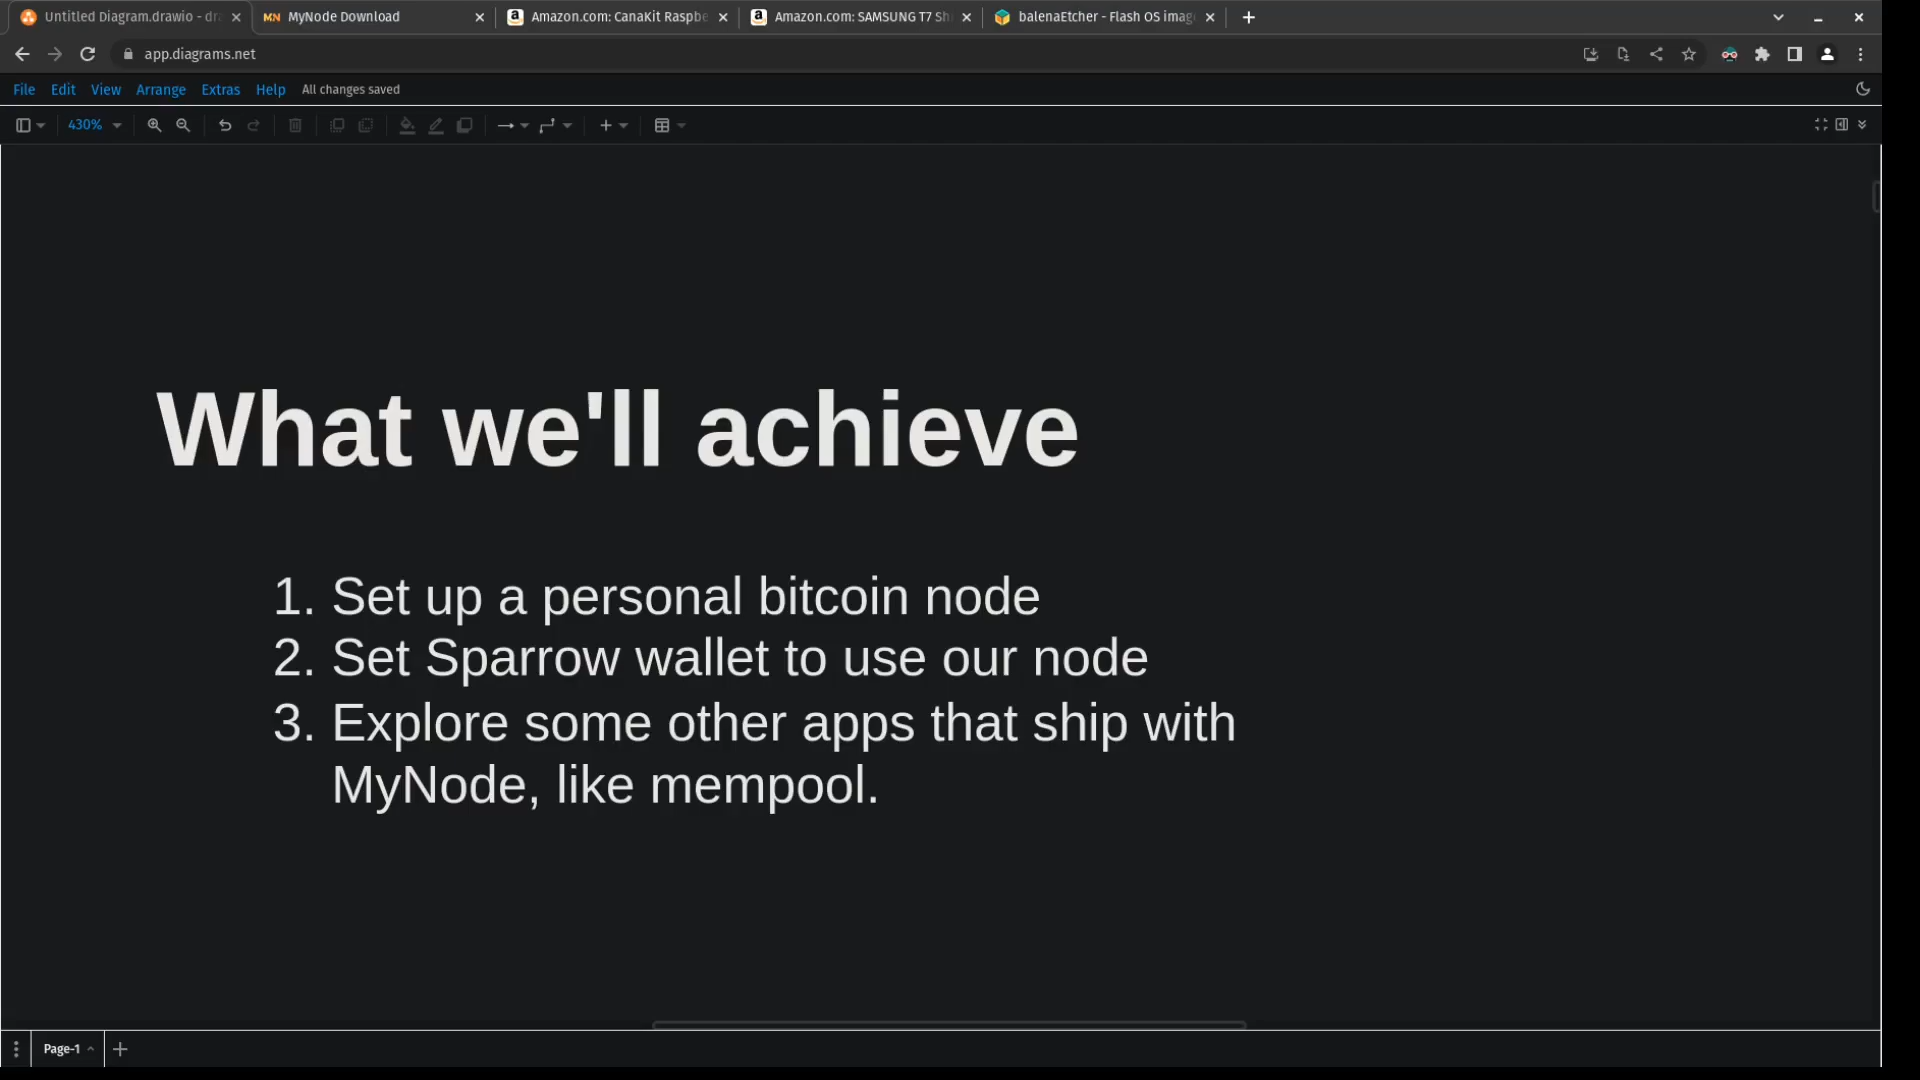 Untitled Diagram.drawio - dr
MyNode Download
Amazon.com: CanaKit Raspbe
Amazon.com: SAMSUNG T7 Sh
balenaEtcher - Flash OS imag
app.diagrams.net
File Edit View Arrange Extras Help All changes saved
430%
What we'll achieve
1. Set up a personal bitcoin node
2. Set Sparrow wallet to use our node
3. Explore some other apps that ship with
MyNode, like mempool.
Page-1